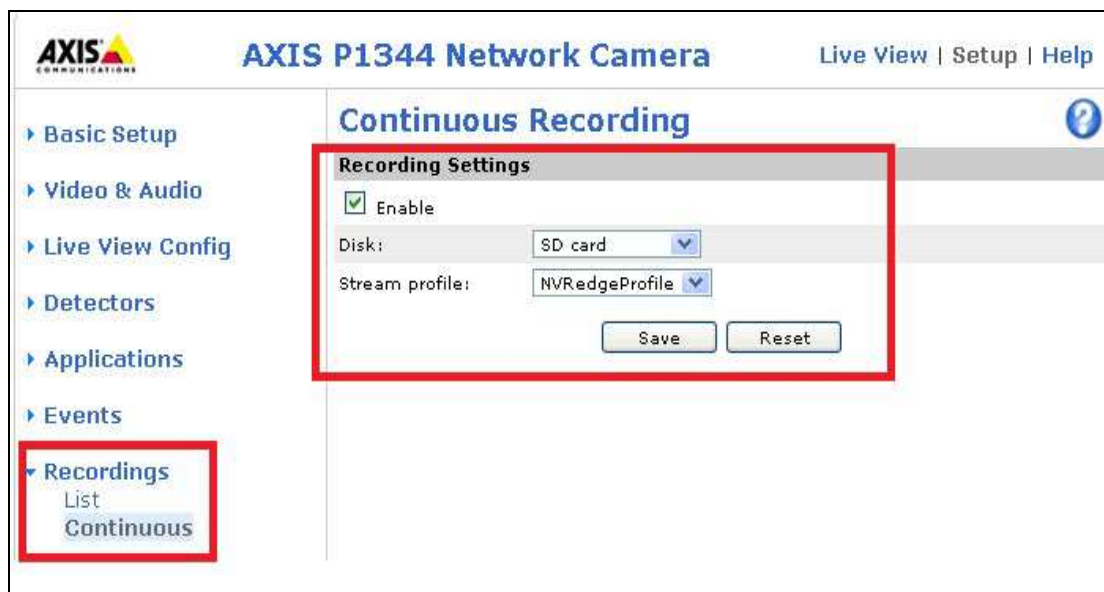 AXIS
COMMUNICATIONS
AXIS P1344 Network Camera
Live View | Setup | Help
Basic Setup
Video & Audio
Live View Config
Detectors
Applications
Events
Recordings
List
Continuous
Continuous Recording
?
Recording Settings
Enable
Disk: SD card
Stream profile: NVRedgeProfile
Save Reset